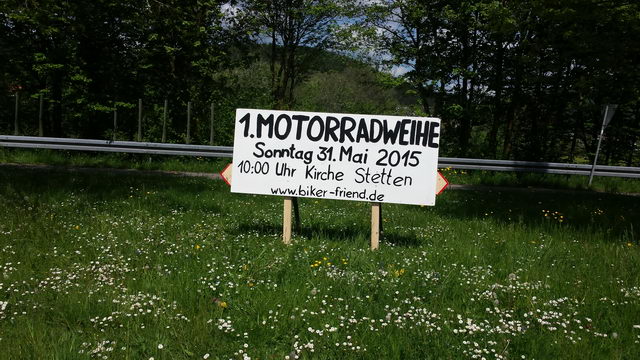 1.MOTORRADWEIHE
Sonntag 31. Mai 2015
10:00 Uhr Kirche Stetten
www.biker-friend.de